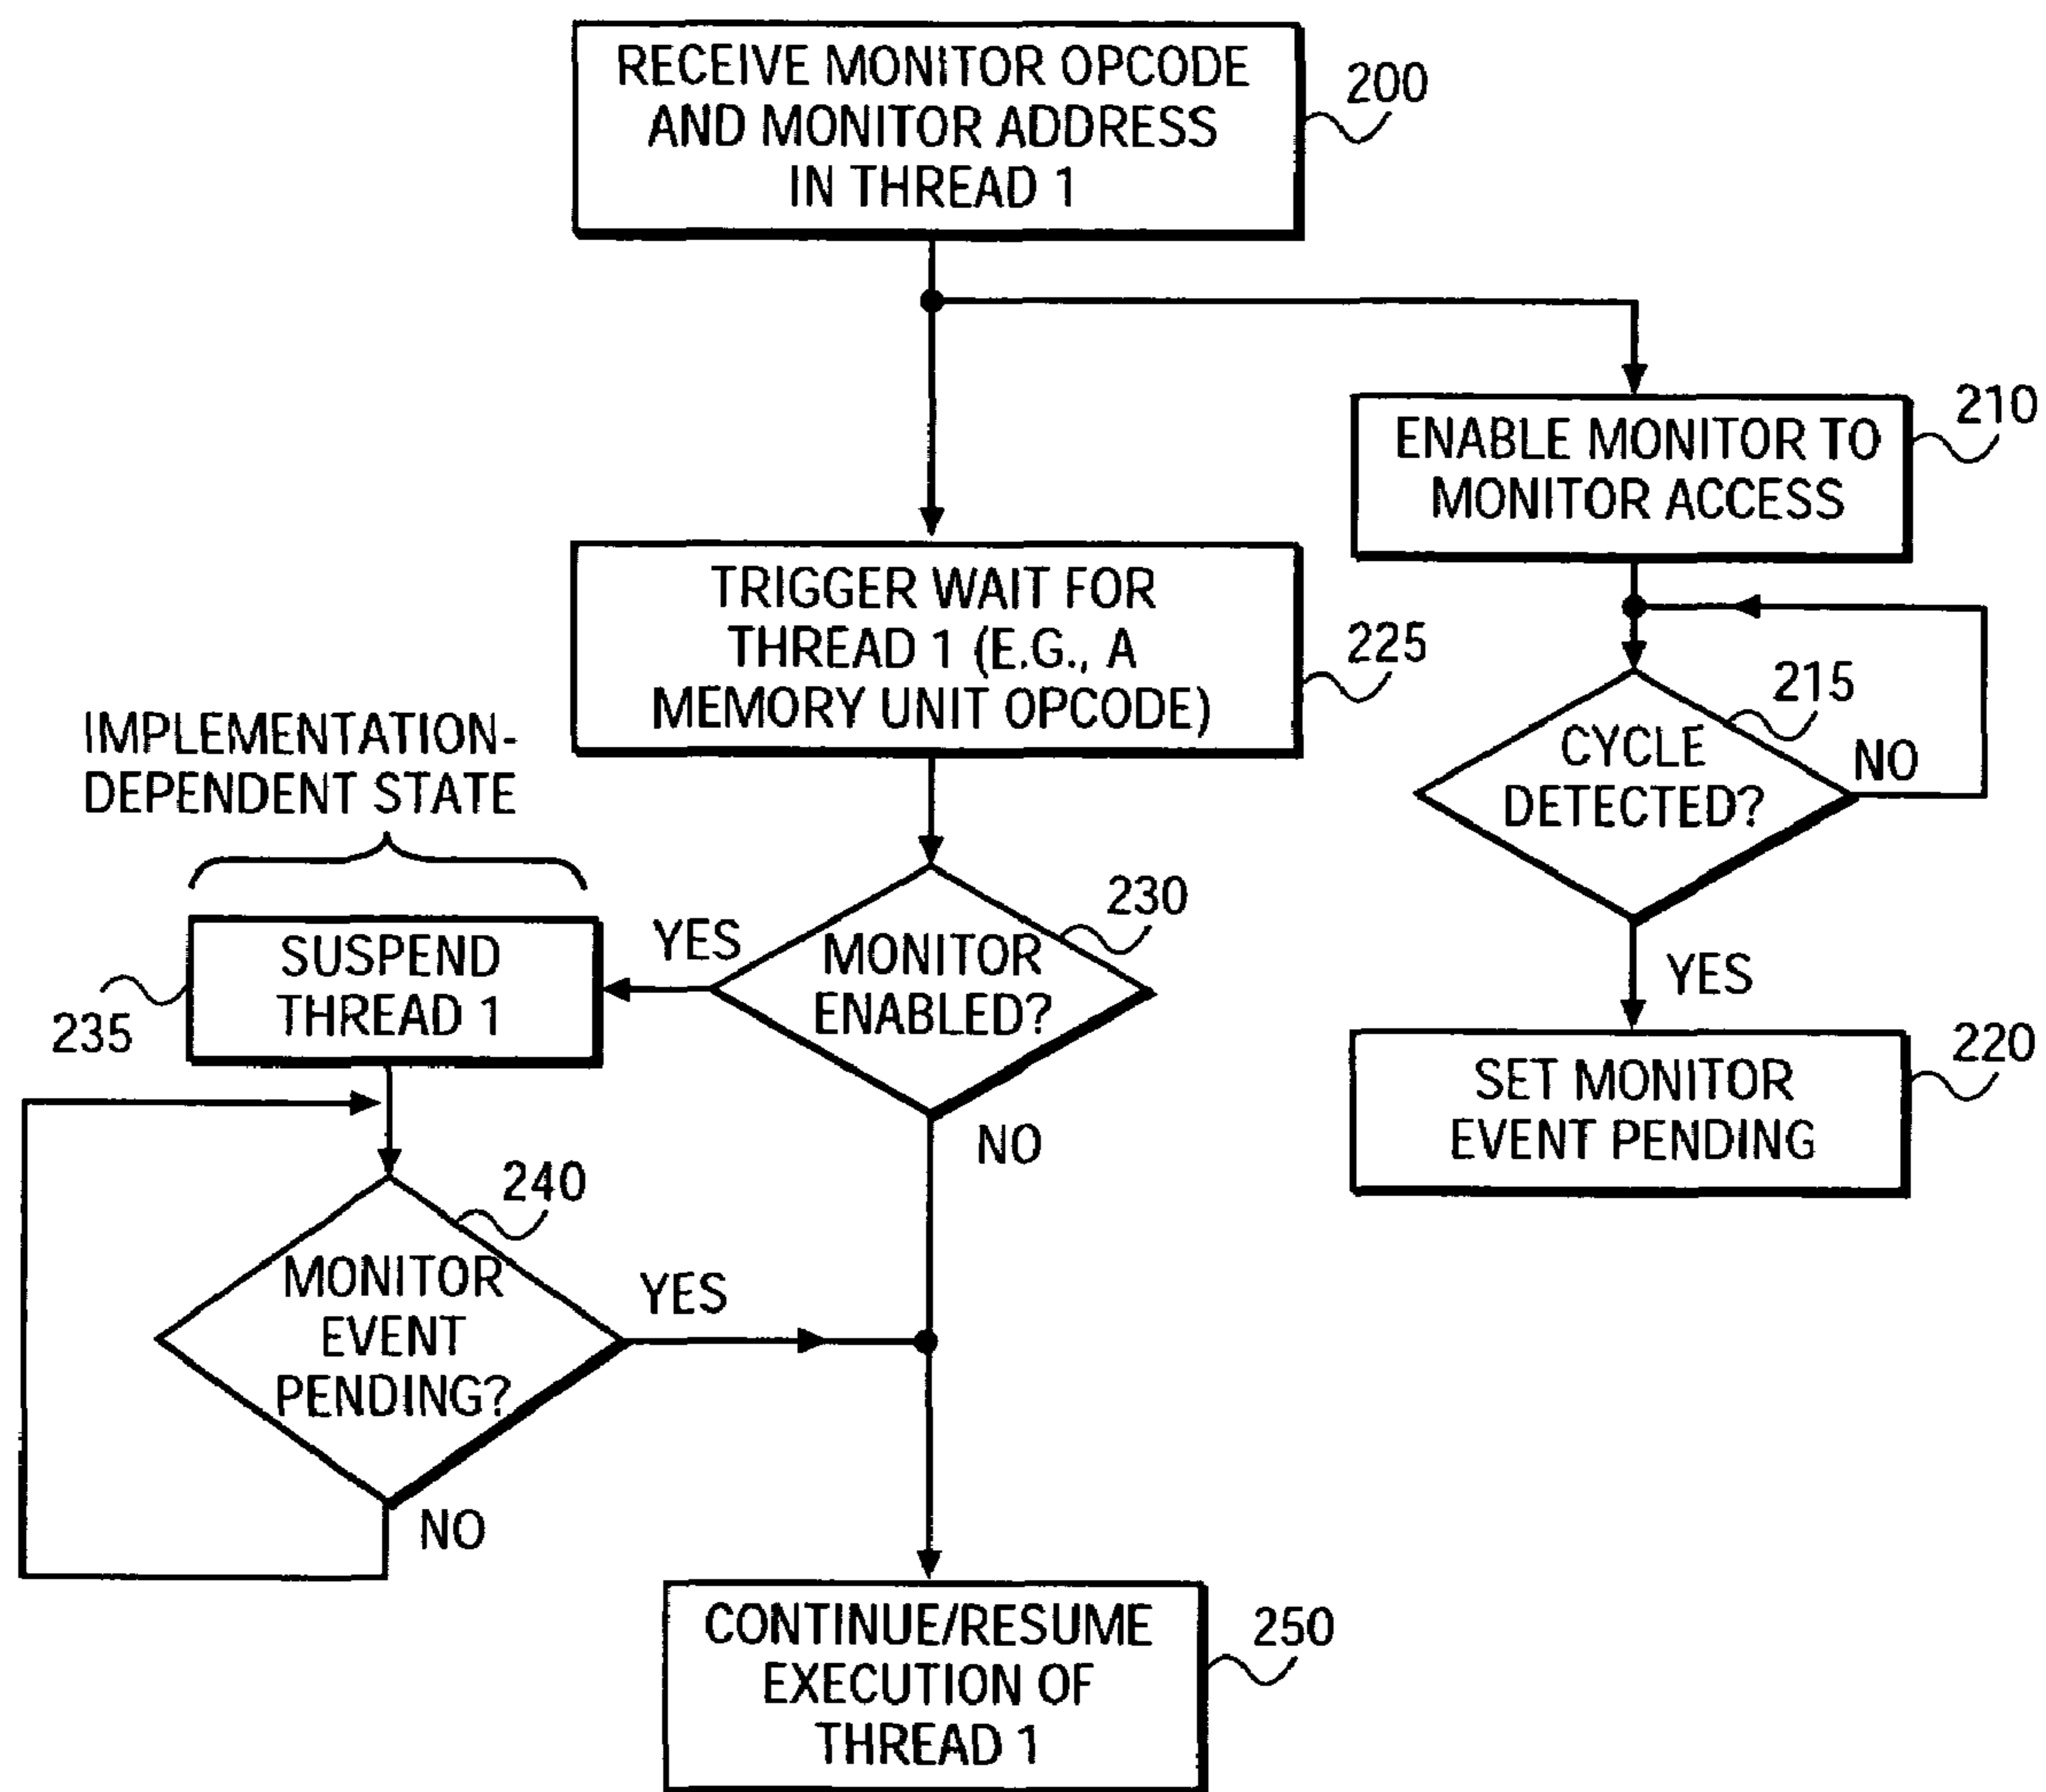 RECEIVE MONITOR OPCODE
AND MONITOR ADDRESS
IN THREAD 1
200
ENABLE MONITOR TO
MONITOR ACCESS
210
TRIGGER WAIT FOR
THREAD 1 (E.G., A
MEMORY UNIT OPCODE)
225
CYCLE
DETECTED?
215
NO
YES
IMPLEMENTATION-
DEPENDENT STATE
SUSPEND
THREAD 1
235
YES
MONITOR
ENABLED?
230
NO
SET MONITOR
EVENT PENDING
220
MONITOR
EVENT
PENDING?
240
YES
NO
CONTINUE/RESUME
EXECUTION OF
THREAD 1
250